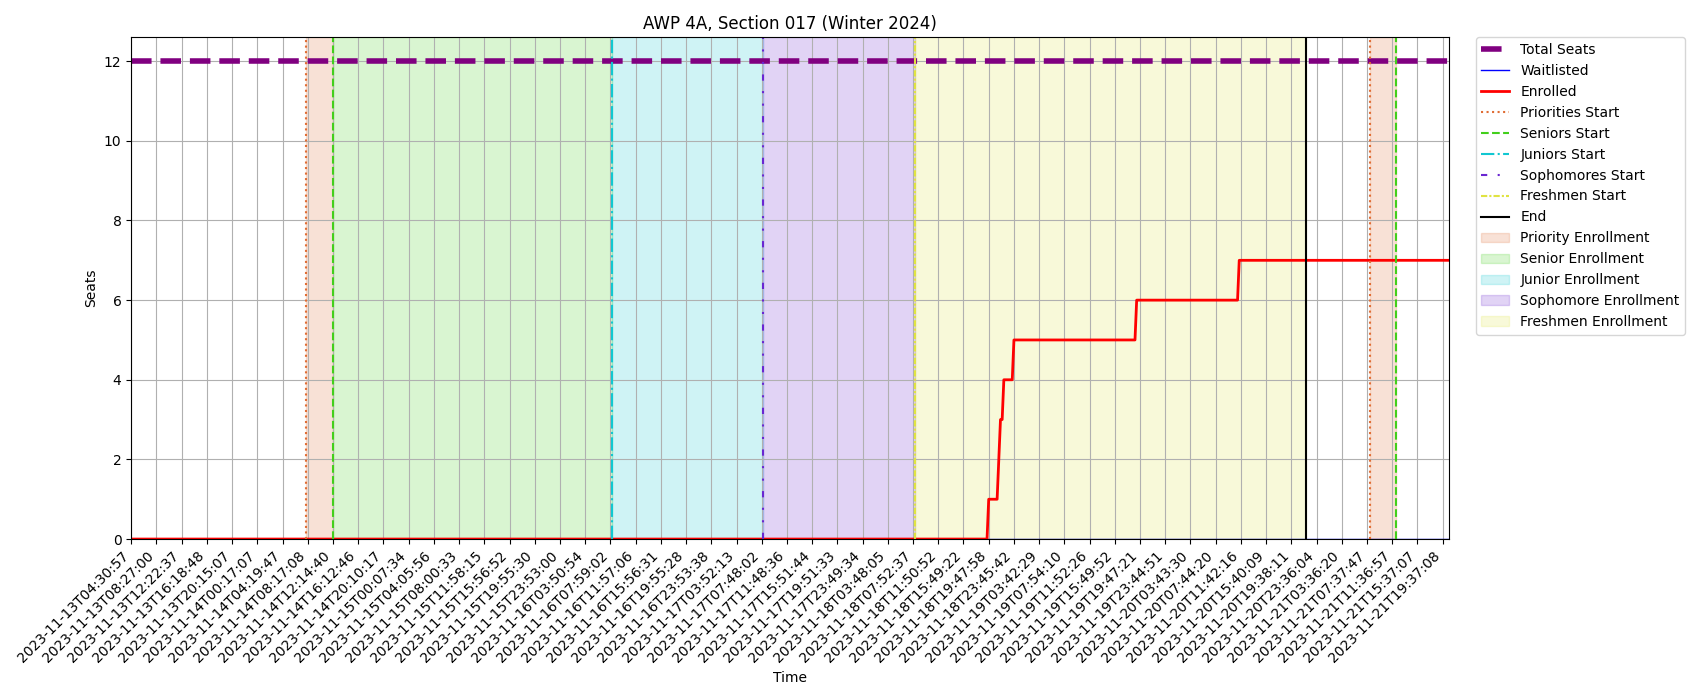 AWP 4A, Section 017 (Winter 2024)
Seats
12
10
8
6
4
2
0
2023-11-13T04:30:57
2023-11-13T08:27:00
2023-11-13T12:22:37
2023-11-13T16:18:48
2023-11-13T20:15:07
2023-11-14T00:17:07
2023-11-14T04:19:47
2023-11-14T08:17:08
2023-11-14T12:14:40
2023-11-14T16:12:46
2023-11-14T20:10:17
2023-11-15T00:07:34
2023-11-15T04:05:56
2023-11-15T08:00:33
2023-11-15T11:58:15
2023-11-15T15:56:52
2023-11-15T19:55:30
2023-11-15T23:53:00
2023-11-16T03:50:54
2023-11-16T07:59:02
2023-11-16T11:57:06
2023-11-16T15:56:31
2023-11-16T19:55:28
2023-11-16T23:53:38
2023-11-17T03:52:13
2023-11-17T07:48:02
2023-11-17T11:48:36
2023-11-17T15:51:44
2023-11-17T19:51:33
2023-11-17T23:49:34
2023-11-18T03:48:05
2023-11-18T07:52:37
2023-11-18T11:50:52
2023-11-18T15:49:22
2023-11-18T19:47:58
2023-11-18T23:45:42
2023-11-19T03:42:29
2023-11-19T07:54:10
2023-11-19T11:52:26
2023-11-19T15:49:52
2023-11-19T19:47:21
2023-11-19T23:44:51
2023-11-20T03:43:30
2023-11-20T07:44:20
2023-11-20T11:42:16
2023-11-20T15:40:09
2023-11-20T19:38:11
2023-11-20T23:36:04
2023-11-21T03:36:20
2023-11-21T07:37:47
2023-11-21T11:36:57
2023-11-21T15:37:07
2023-11-21T19:37:08
Time
Total Seats
Waitlisted
Enrolled
Priorities Start
Seniors Start
Juniors Start
Sophomores Start
Freshmen Start
End
Priority Enrollment
Senior Enrollment
Junior Enrollment
Sophomore Enrollment
Freshmen Enrollment